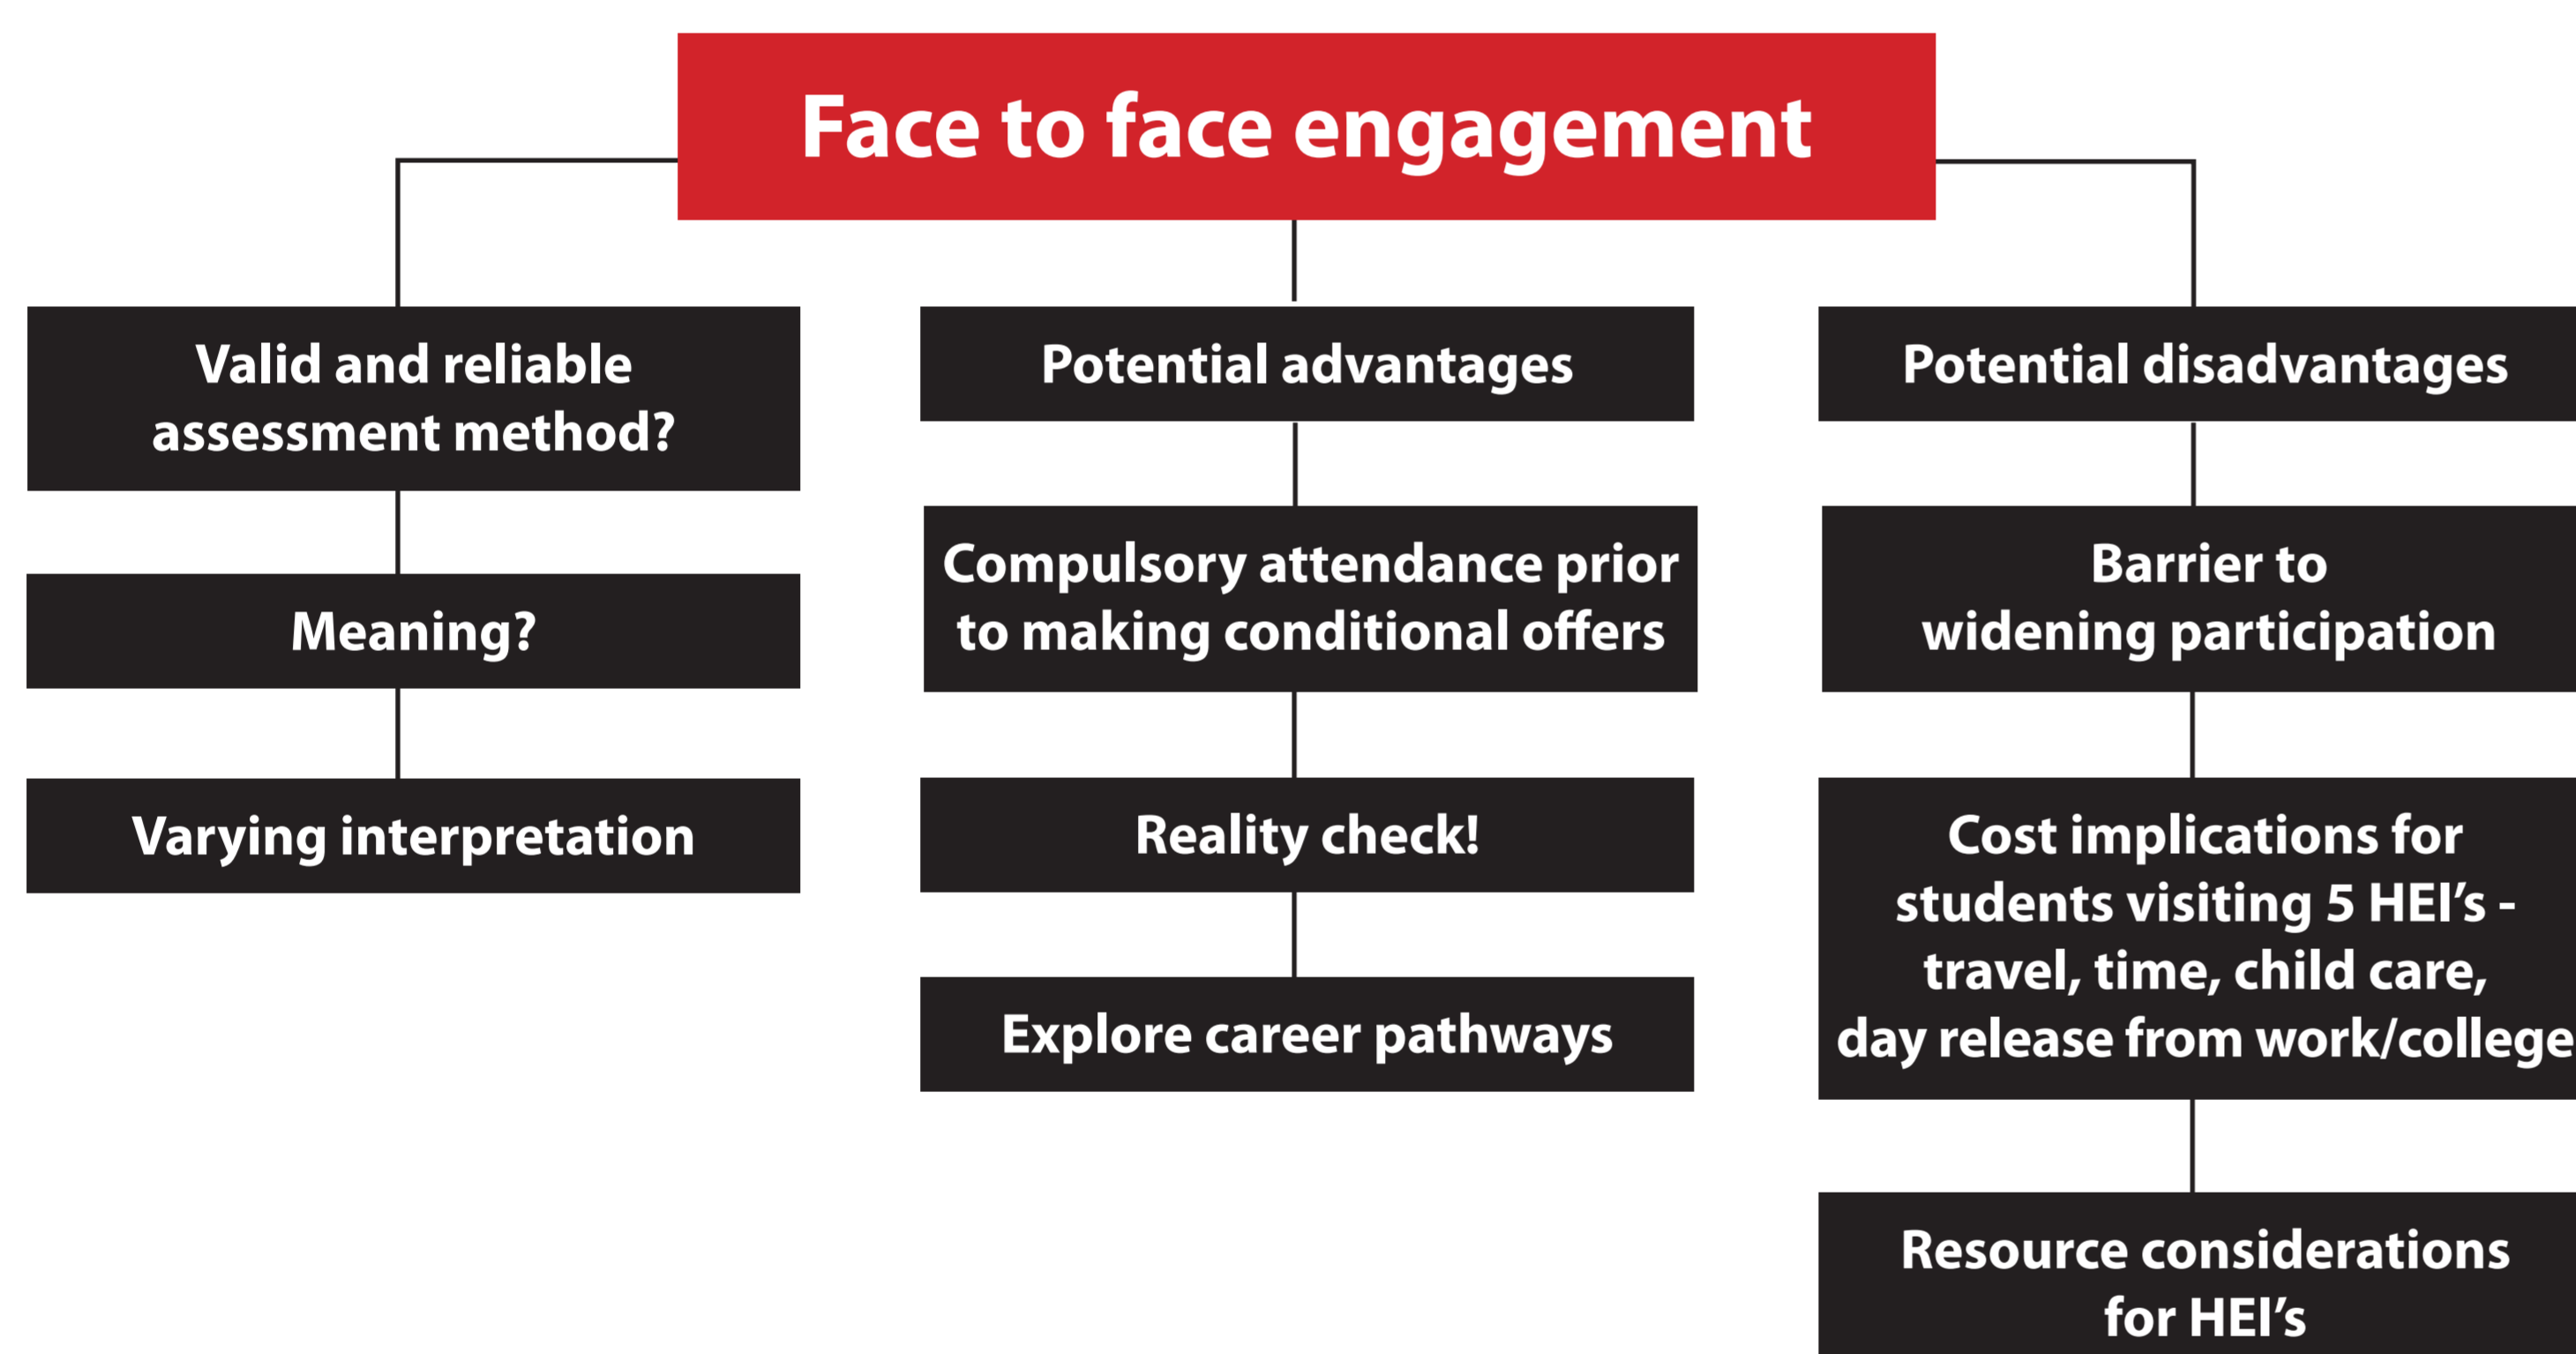 Face to face engagement
Valid and reliable
assessment method?
Meaning?
Varying interpretation
Potential advantages
Compulsory attendance prior
to making conditional offers
Reality check!
Explore career pathways
Potential disadvantages
Barrier to
widening participation
Cost implications for
students visiting 5 HEI’s -
travel, time, child care,
day release from work/college
Resource considerations
for HEI’s